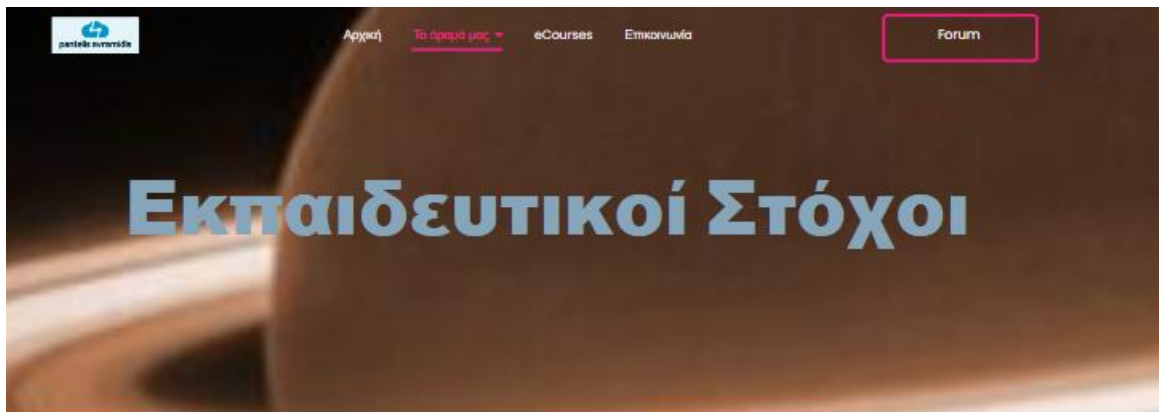 pantelis avramidis
Αρχική Το όραμά μας eCourses Επικοινωνία Forum
Εκπαιδευτικοί Στόχοι